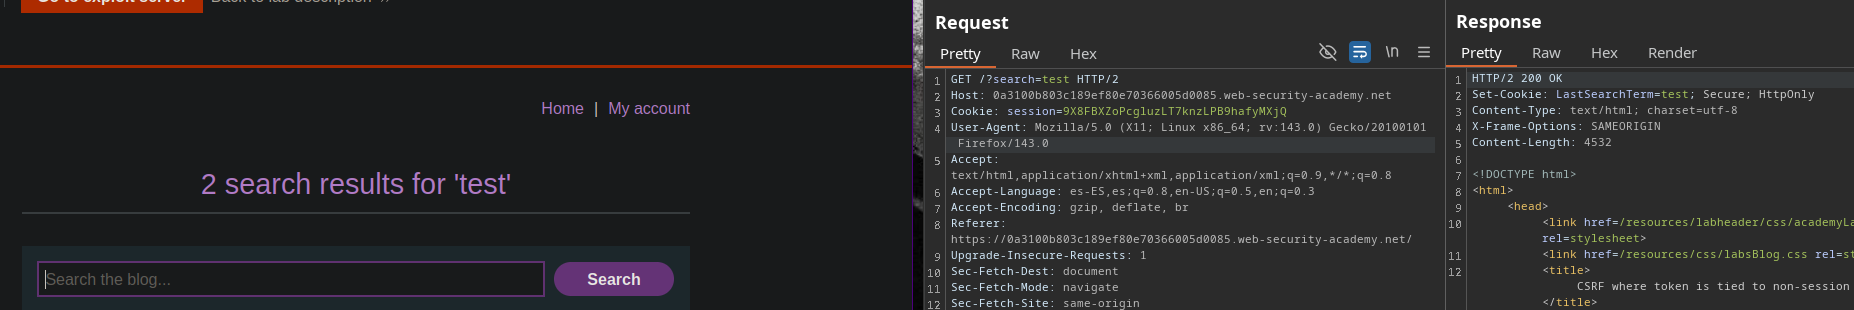 Go to exploit server
Back to lab description
Home | My account
2 search results for 'test'
Search the blog...
Search
Request
Pretty Raw Hex
\n
1 GET /?search=test HTTP/2
2 Host: 0a3100b803c189ef80e70366005d0085.web-security-academy.net
3 Cookie: session=9X8FBXZoPcgluzLT7knzLPB9hafyMXjQ
4 User-Agent: Mozilla/5.0 (X11; Linux x86_64; rv:143.0) Gecko/20100101
Firefox/143.0
5 Accept:
text/html,application/xhtml+xml,application/xml;q=0.9,*/*;q=0.8
6 Accept-Language: es-ES,es;q=0.8,en-US;q=0.5,en;q=0.3
7 Accept-Encoding: gzip, deflate, br
8 Referer:
https://0a3100b803c189ef80e70366005d0085.web-security-academy.net/
9 Upgrade-Insecure-Requests: 1
10 Sec-Fetch-Dest: document
11 Sec-Fetch-Mode: navigate
12 Sec-Fetch-Site: same-origin
Response
Pretty Raw Hex Render
1 HTTP/2 200 OK
2 Set-Cookie: LastSearchTerm=test; Secure; HttpOnly
3 Content-Type: text/html; charset=utf-8
4 X-Frame-Options: SAMEORIGIN
5 Content-Length: 4532
6
7 <!DOCTYPE html>
8 <html>
9 <head>
10 <link href=/resources/labheader/css/academyLa
rel=stylesheet>
11 <link href=/resources/css/labsBlog.css rel=st
12 <title>
CSRF where token is tied to non-session
</title>